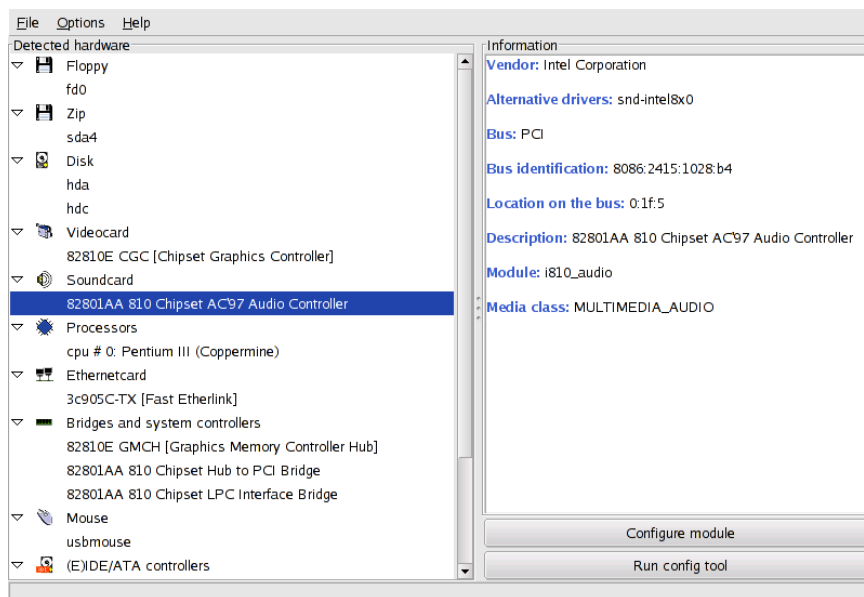 File Options Help
Detected hardware
Floppy
fd0
Zip
sda4
Disk
hda
hdc
Videocard
82810E CGC [Chipset Graphics Controller]
Soundcard
82801AA 810 Chipset AC'97 Audio Controller
Processors
cpu # 0: Pentium III (Coppermine)
Ethernetcard
3c905C-TX [Fast Etherlink]
Bridges and system controllers
82810E GMCH [Graphics Memory Controller Hub]
82801AA 810 Chipset Hub to PCI Bridge
82801AA 810 Chipset LPC Interface Bridge
Mouse
usbmouse
(E)IDE/ATA controllers
Information
Vendor: Intel Corporation
Alternative drivers: snd-intel8x0
Bus: PCI
Bus identification: 8086:2415:1028:b4
Location on the bus: 0:1f:5
Description: 82801AA 810 Chipset AC'97 Audio Controller
Module: i810_audio
Media class: MULTIMEDIA_AUDIO
Configure module
Run config tool